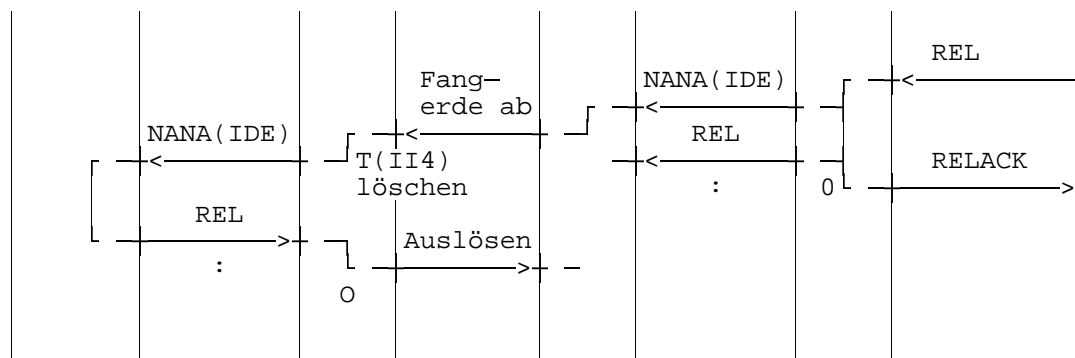 REL
Fang—
erde ab
NANA(IDE)
NANA(IDE)
REL
T(II4)
löschen
RELACK
:
0
REL
Auslösen
:
O